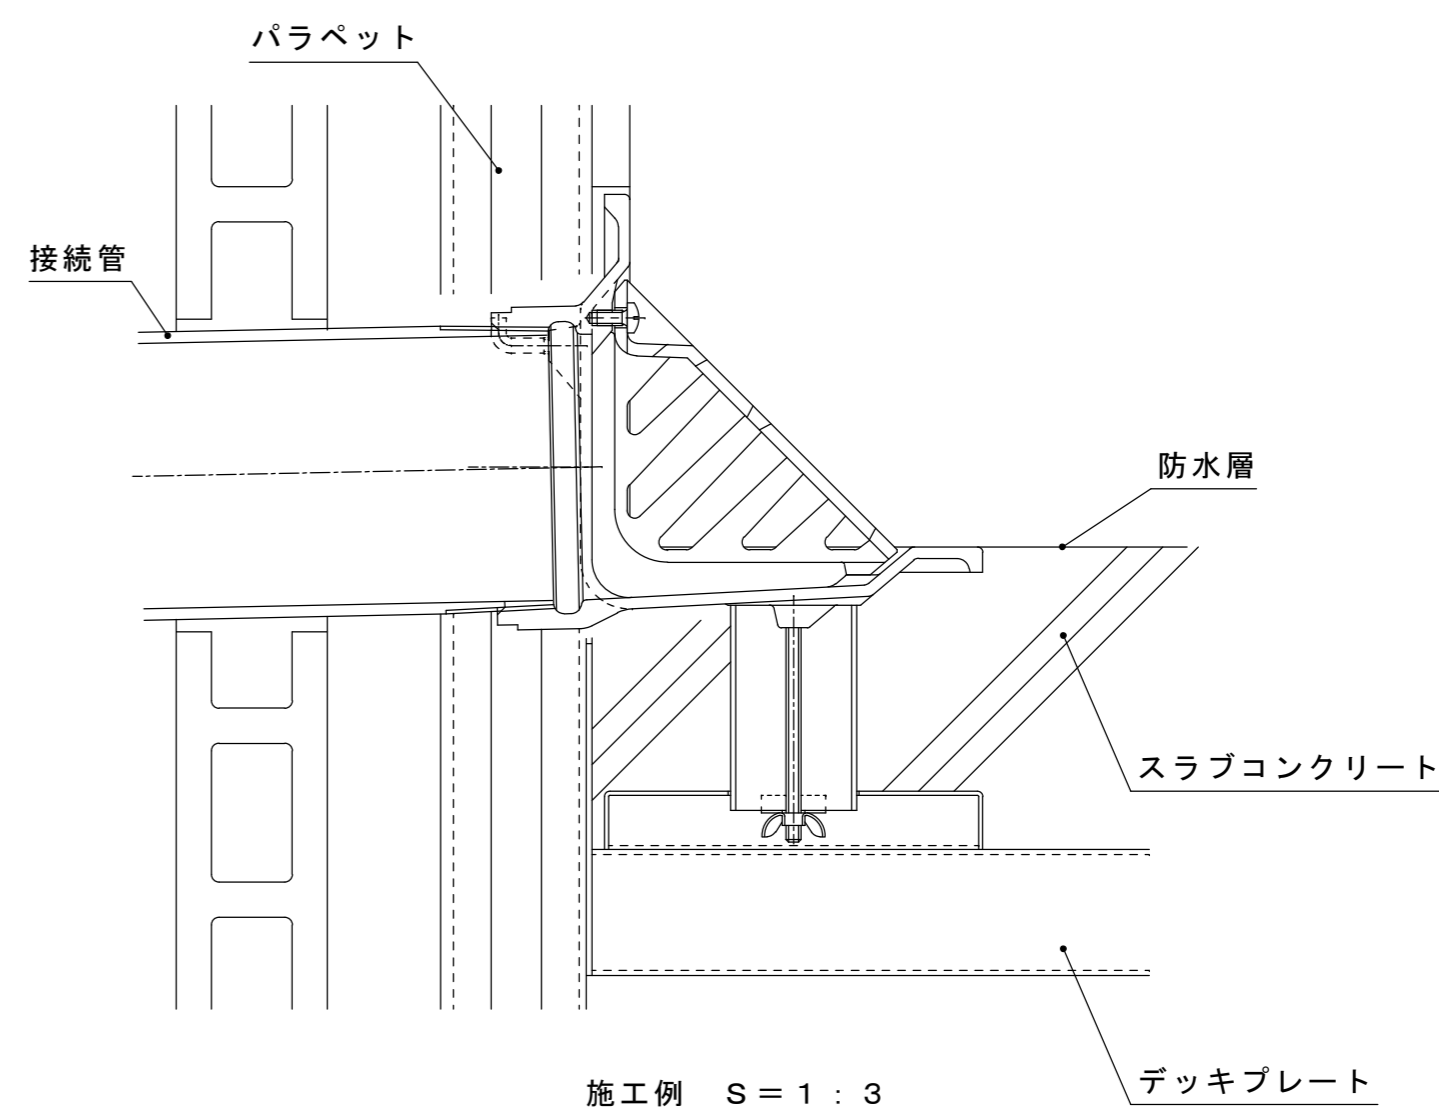 パラペット
接続管
防水層
スラブコンクリート
デッキプレート
施工例　Ｓ＝１：３